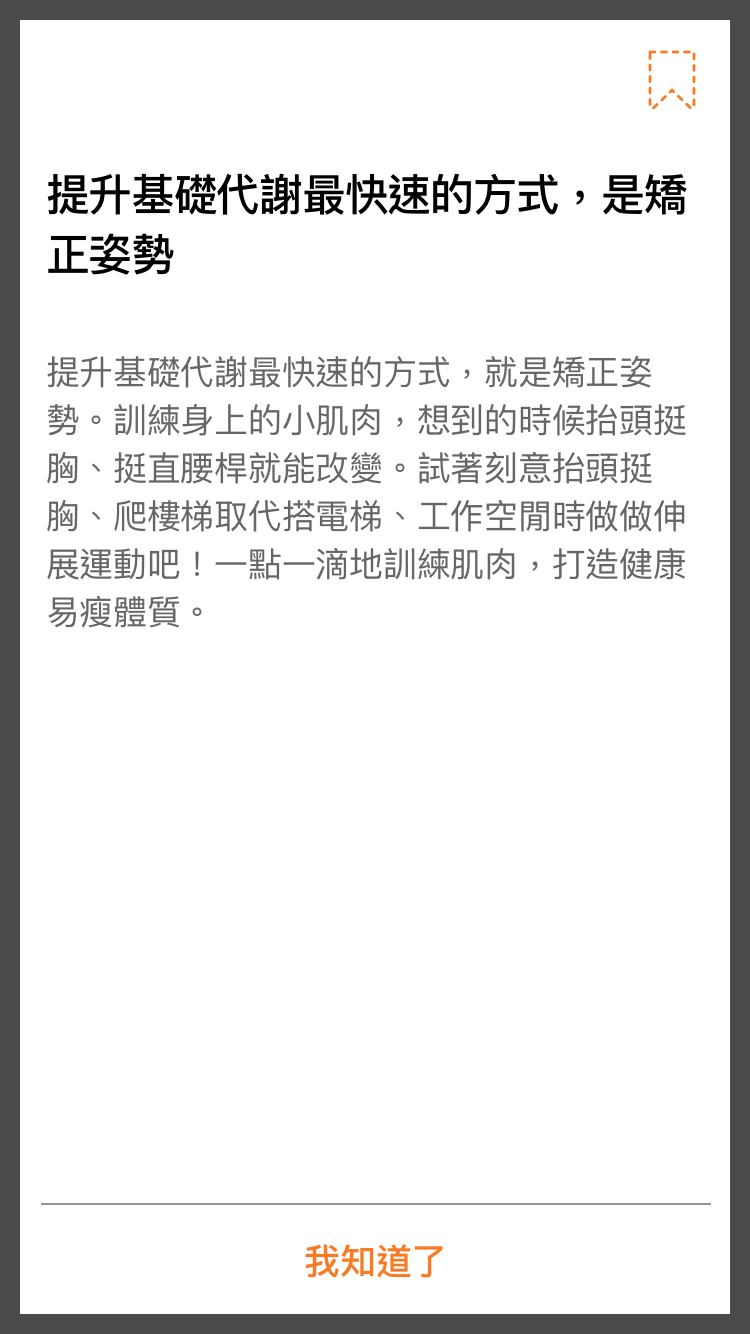 提升基礎代謝最快速的方式，是矯
正姿勢
提升基礎代謝最快速的方式，就是矯正姿
勢。訓練身上的小肌肉，想到的時候抬頭挺
胸、挺直腰桿就能改變。試著刻意抬頭挺
胸、爬樓梯取代搭電梯、工作空閒時做做伸
展運動吧！一點一滴地訓練肌肉，打造健康
易瘦體質。
我知道了